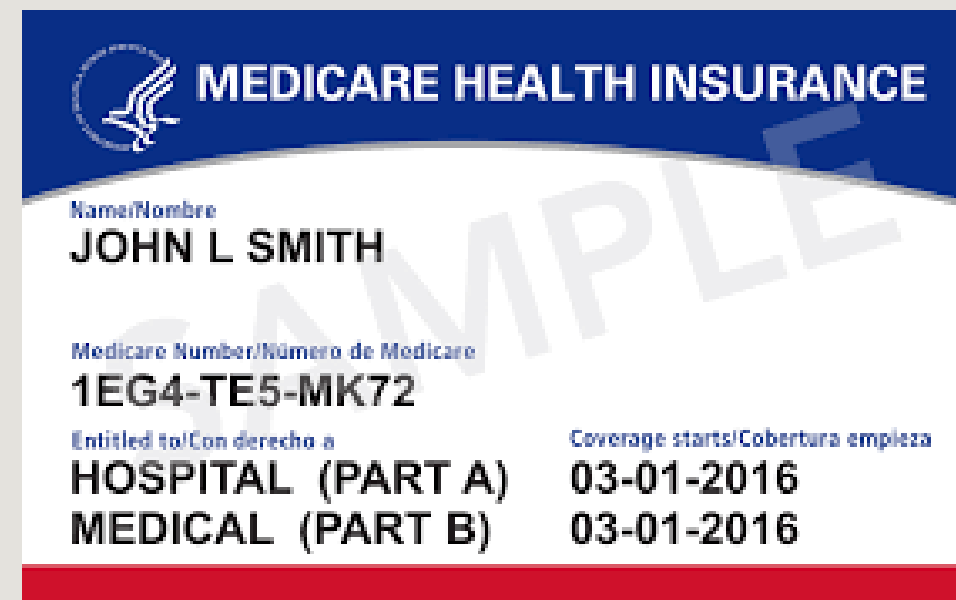 MEDICARE HEALTH INSURANCE
SAMPLE
Name/Nombre
JOHN L SMITH
Medicare Number/Número de Medicare
1EG4-TE5-MK72
Entitled to/Con derecho a Coverage starts/Cobertura empieza
HOSPITAL (PART A) 03-01-2016
MEDICAL (PART B) 03-01-2016